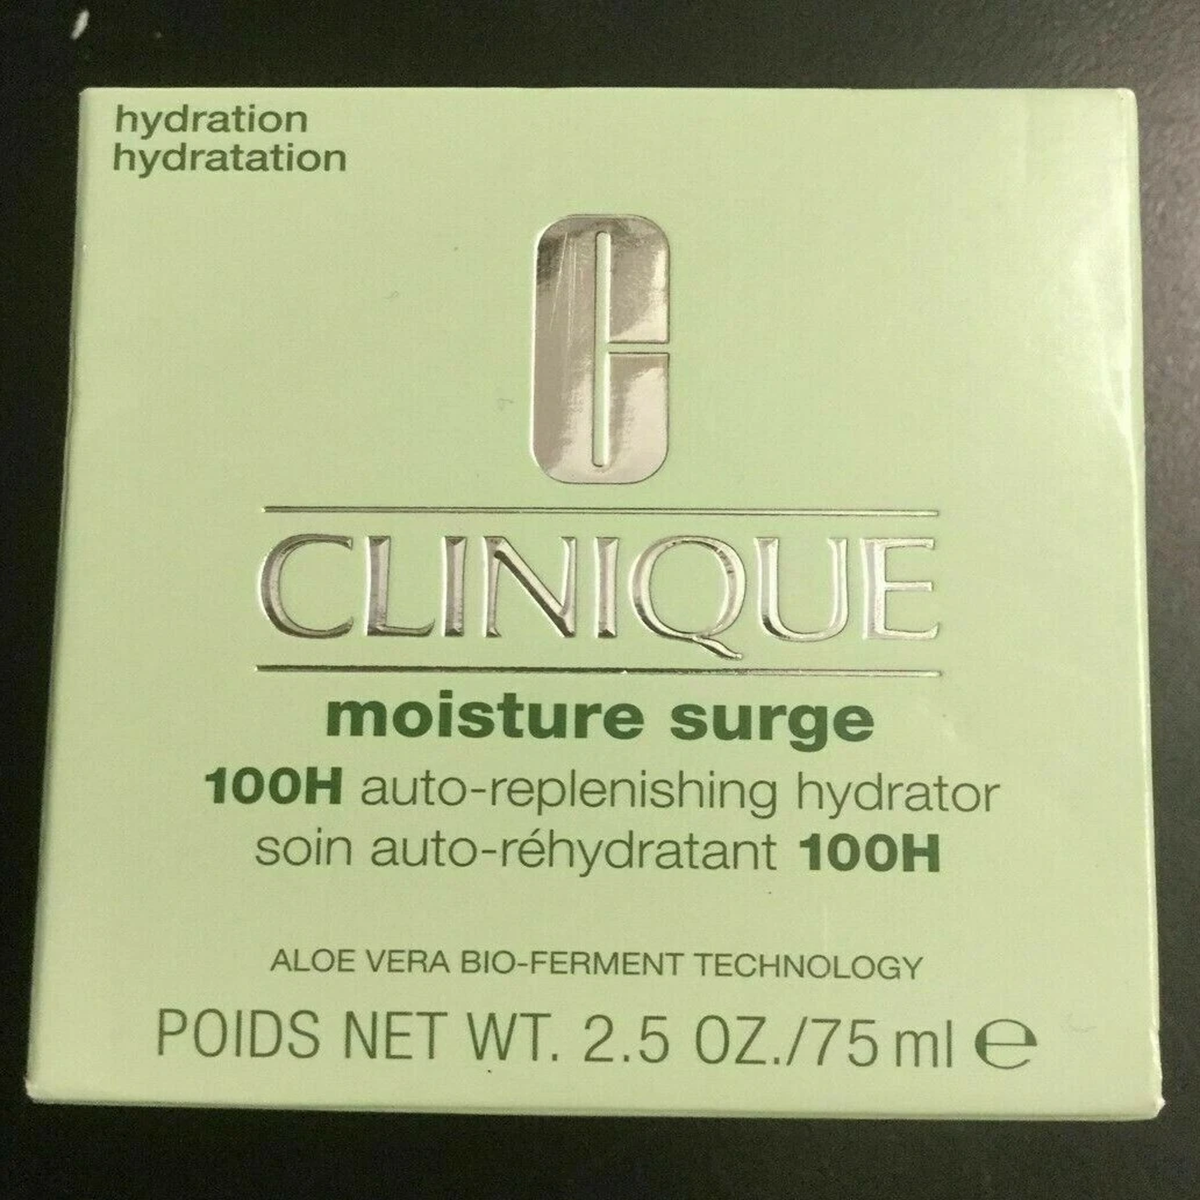 hydration
hydratation
C
CLINIQUE
moisture surge
100H auto-replenishing hydrator
soin auto-réhydratant 100H
ALOE VERA BIO-FERMENT TECHNOLOGY
POIDS NET WT. 2.5 OZ./75 ml ℮